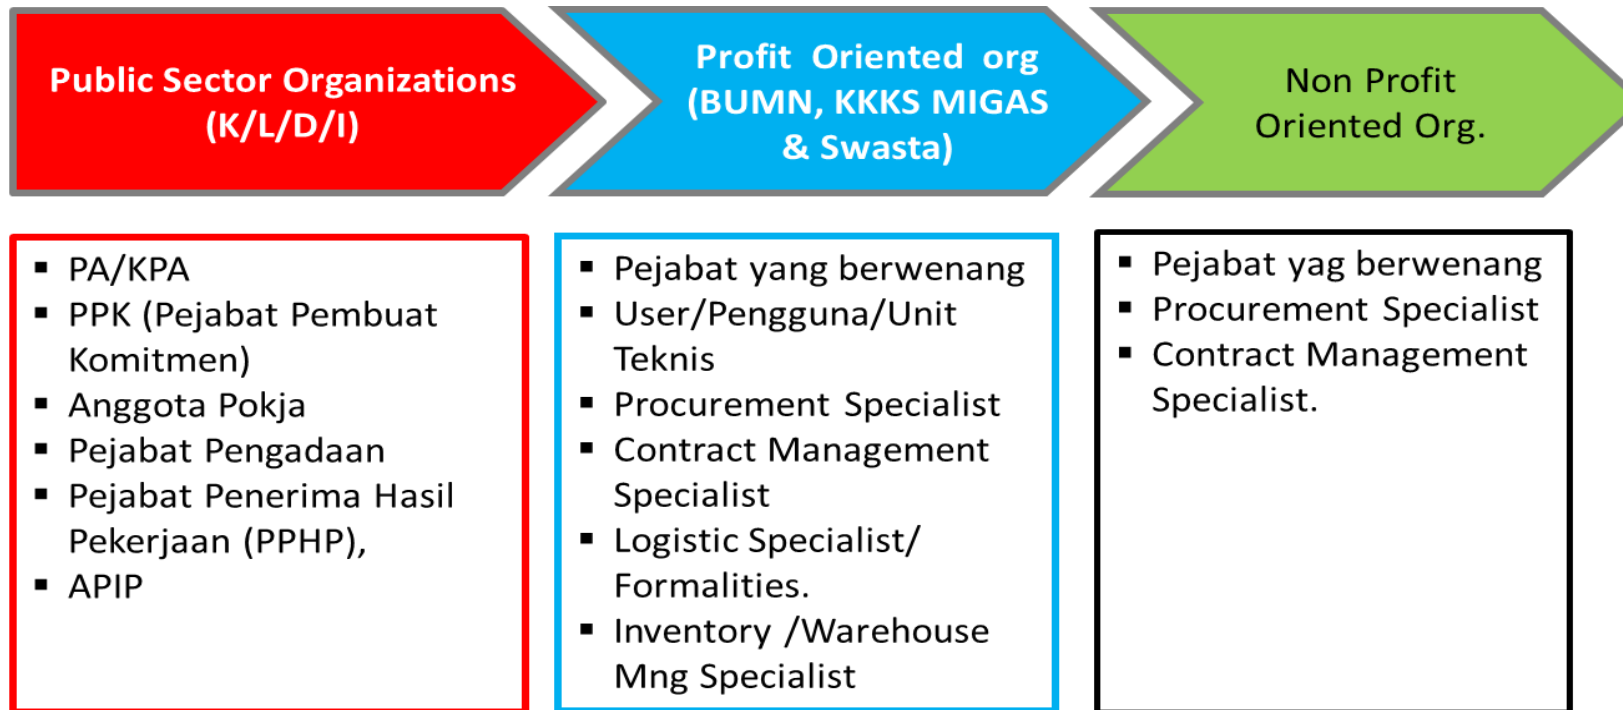 Public Sector Organizations
(K/L/D/I)
Profit Oriented org
(BUMN, KKKS MIGAS
& Swasta)
Non Profit
Oriented Org.
▪ PA/KPA
▪ PPK (Pejabat Pembuat
Komitmen)
▪ Anggota Pokja
▪ Pejabat Pengadaan
▪ Pejabat Penerima Hasil
Pekerjaan (PPHP),
▪ APIP
▪ Pejabat yang berwenang
▪ User/Pengguna/Unit
Teknis
▪ Procurement Specialist
▪ Contract Management
Specialist
▪ Logistic Specialist/
Formalities.
▪ Inventory /Warehouse
Mng Specialist
▪ Pejabat yag berwenang
▪ Procurement Specialist
▪ Contract Management
Specialist.